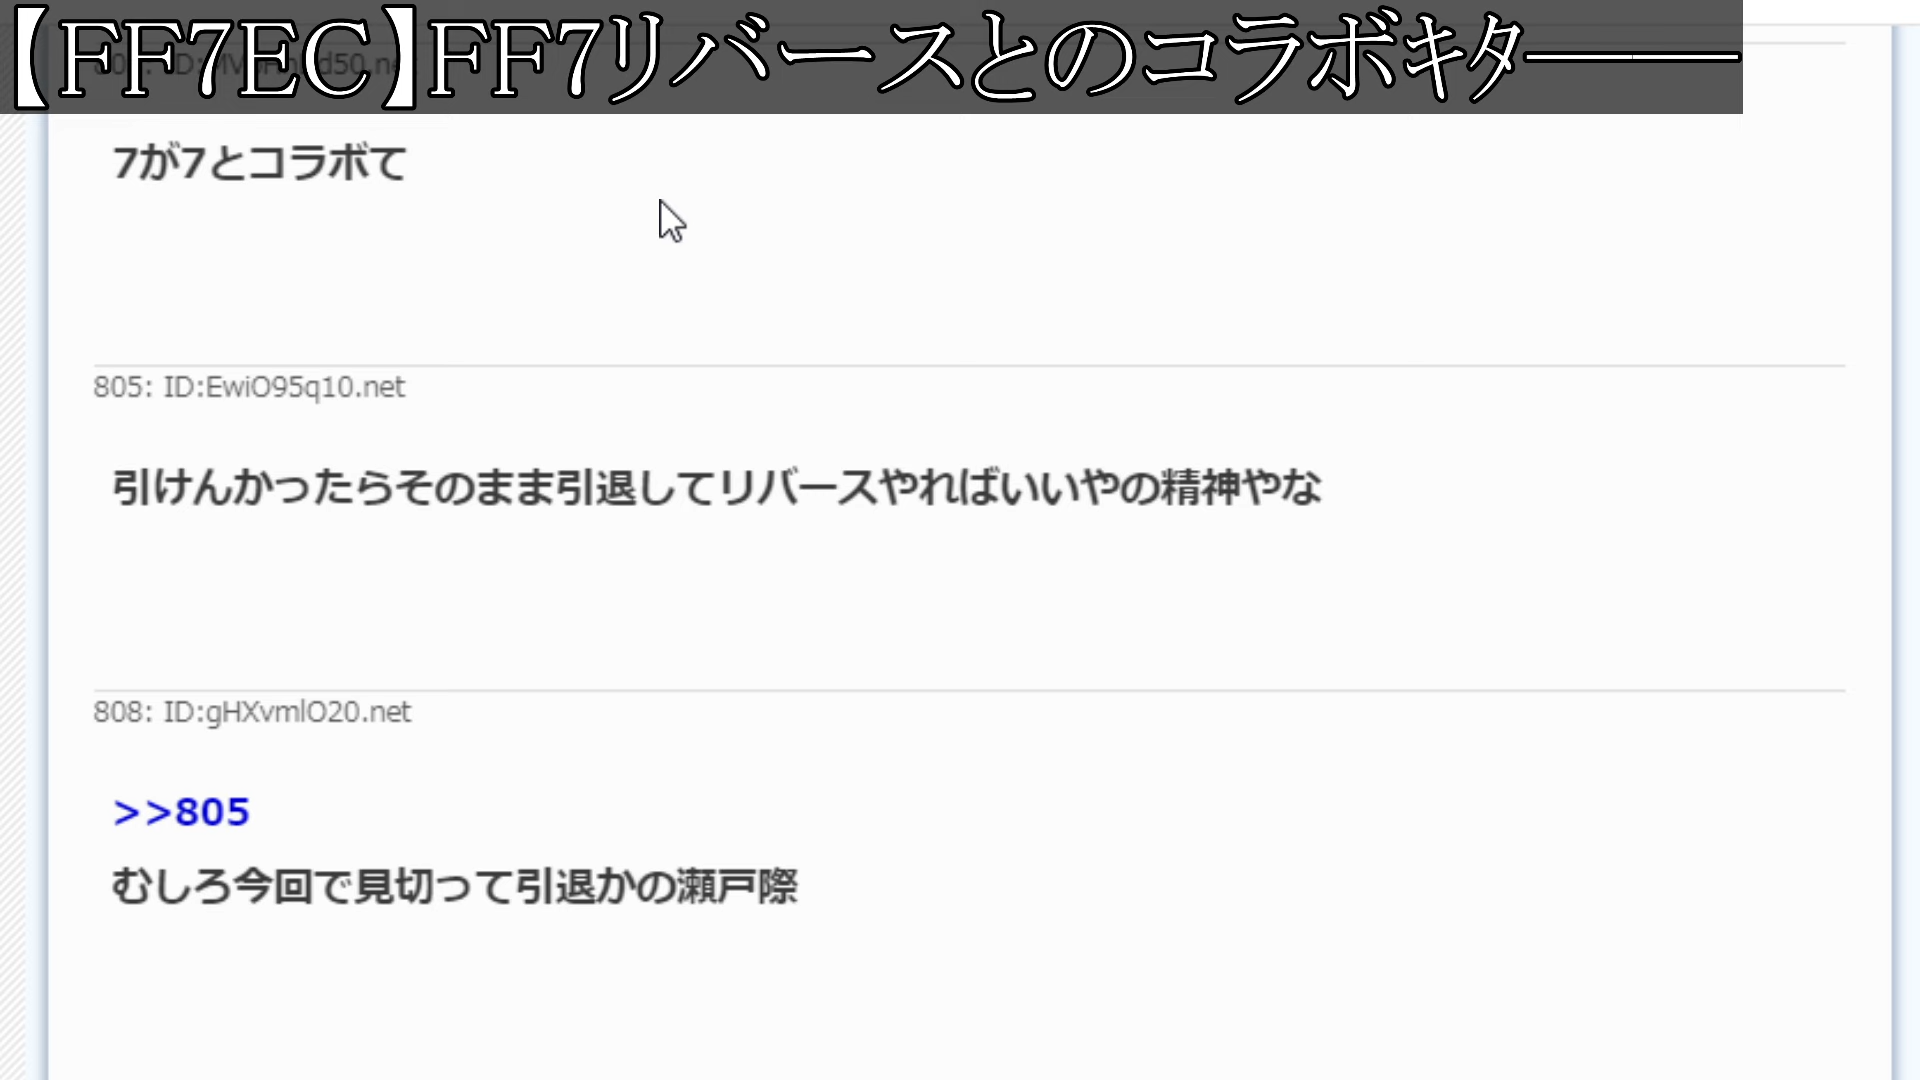 【FF7EC】FF7リバースとのコラボｷﾀ━━
7が7とコラボて
805: ID:EwiO95q10.net
引けんかったらそのまま引退してリバースやればいいやの精神やな
808: ID:gHXvmlO20.net
>>805
むしろ今回で見切って引退かの瀬戸際